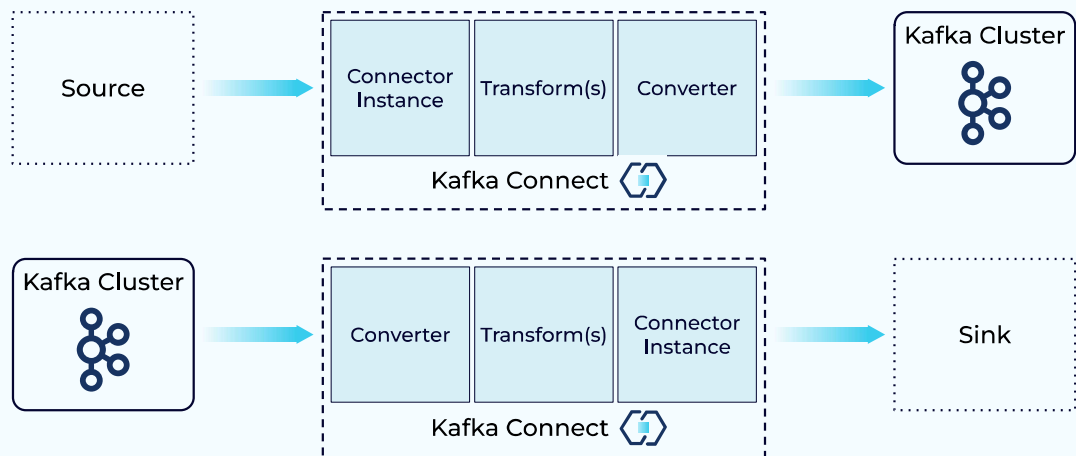 Source
Connector
Instance
Transform(s)
Converter
Kafka Connect
Kafka Cluster
Kafka Cluster
Converter
Transform(s)
Connector
Instance
Kafka Connect
Sink